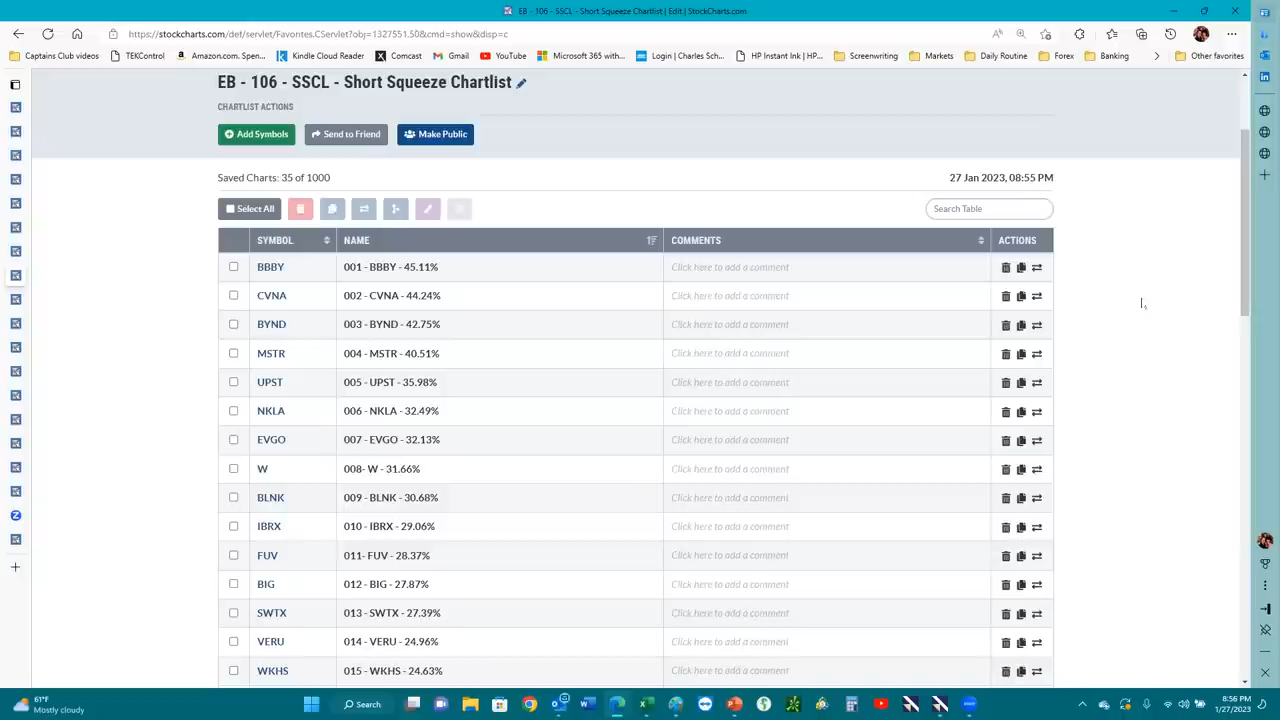 EB - 106 - SSCL - Short Squeeze Chartlist | Edit | StockCharts.com
https://stockcharts.com/def/servlet/Favorites.CServlet?obj=1327551.50&cmd=show&disp=c
Captains Club videos TEKControl Amazon.com. Spen... Kindle Cloud Reader CapMetro Gmail YouTube Microsoft 365 with... Login | Charles Sch... HP Instant Ink | HP... Screenwriting Markets Daily Routine Forex Banking Other favorites
EB - 106 - SSCL - Short Squeeze Chartlist
CHARTLIST ACTIONS
Add Symbols Send to Friend Make Public
Saved Charts: 35 of 1000 27 Jan 2023, 08:55 PM
Select All Search Table
SYMBOL NAME COMMENTS ACTIONS
BBBY 001 - BBBY - 45.11% Click here to add a comment
CVNA 002 - CVNA - 44.24% Click here to add a comment
BYND 003 - BYND - 42.75% Click here to add a comment
MSTR 004 - MSTR - 40.51% Click here to add a comment
UPST 005 - UPST - 35.98% Click here to add a comment
NKLA 006 - NKLA - 32.49% Click here to add a comment
EVGO 007 - EVGO - 32.13% Click here to add a comment
W 008- W - 31.66% Click here to add a comment
BLNK 009 - BLNK - 30.68% Click here to add a comment
IBRX 010 - IBRX - 29.06% Click here to add a comment
FUV 011- FUV - 28.37% Click here to add a comment
BIG 012 - BIG - 27.87% Click here to add a comment
SWTX 013 - SWTX - 27.39% Click here to add a comment
VERU 014 - VERU - 24.96% Click here to add a comment
WKHS 015 - WKHS - 24.63% Click here to add a comment
61°F
Mostly cloudy
Search
8:56 PM
1/27/2023